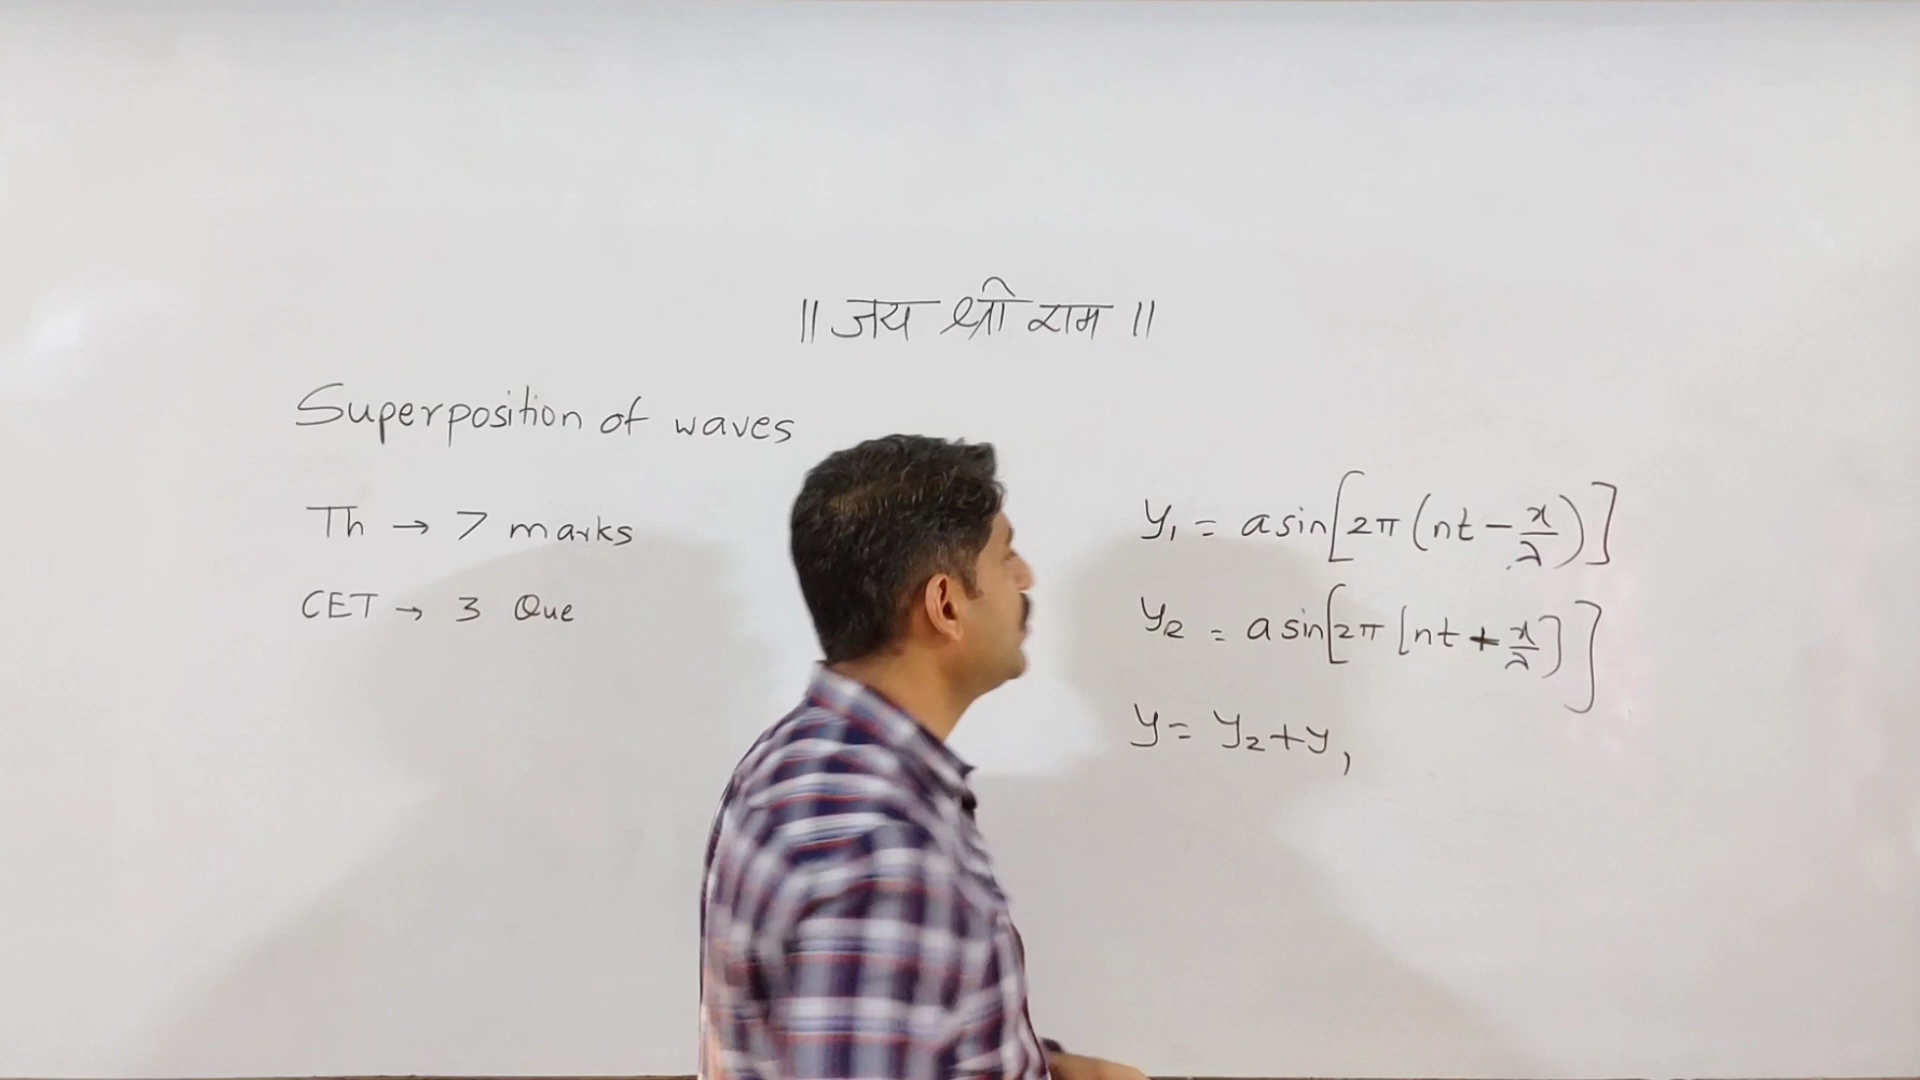 || जय श्री राम ||
Superposition of waves
Th → 7 marks
CET → 3 Que
y₁ = a sin[2π (nt - x/λ)]
y₂ = a sin[2π [nt + x/λ]]
y = y₂ + y₁